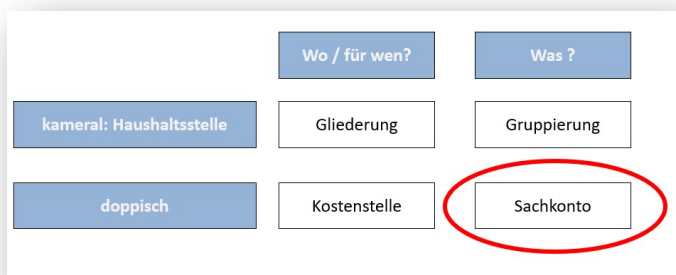 Wo / für wen?
Was ?
kameral: Haushaltsstelle
Gliederung
Gruppierung
doppisch
Kostenstelle
Sachkonto